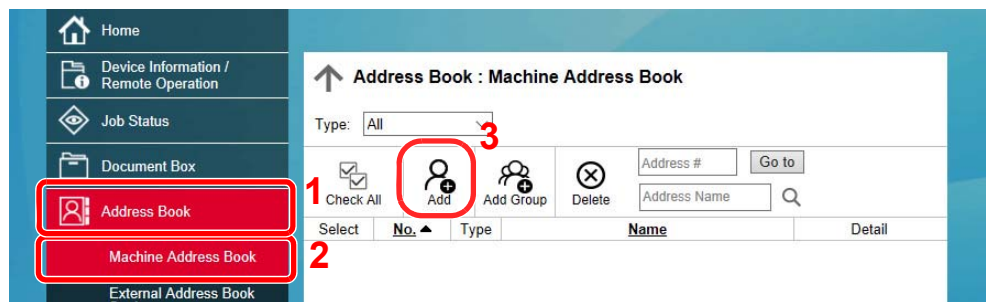 Home
Device Information /
Remote Operation
Job Status
Document Box
1
Address Book
2
Machine Address Book
External Address Book
Address Book : Machine Address Book
Type: All
3
Check All
Add
Add Group
Delete
Address #
Go to
Address Name
Select No. Type Name Detail